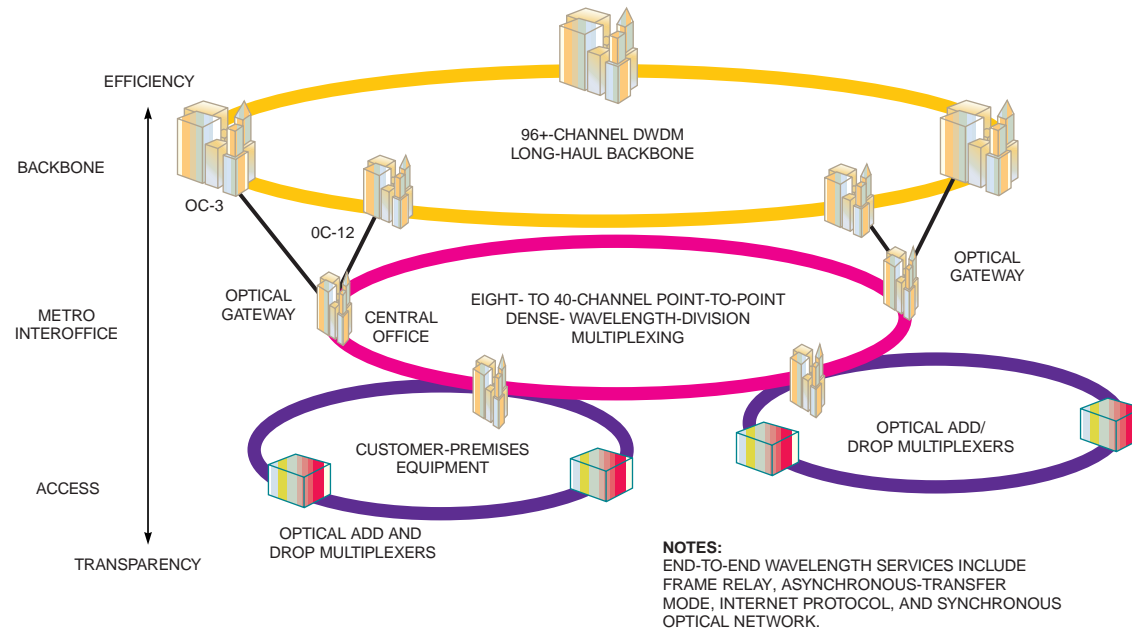 EFFICIENCY
96+-CHANNEL DWDM
LONG-HAUL BACKBONE
BACKBONE
OC-3
0C-12
OPTICAL
GATEWAY
OPTICAL
GATEWAY
CENTRAL
OFFICE
EIGHT- TO 40-CHANNEL POINT-TO-POINT
DENSE- WAVELENGTH-DIVISION
MULTIPLEXING
METRO
INTEROFFICE
CUSTOMER-PREMISES
EQUIPMENT
OPTICAL ADD/
DROP MULTIPLEXERS
ACCESS
OPTICAL ADD AND
DROP MULTIPLEXERS
TRANSPARENCY
NOTES:
END-TO-END WAVELENGTH SERVICES INCLUDE
FRAME RELAY, ASYNCHRONOUS-TRANSFER
MODE, INTERNET PROTOCOL, AND SYNCHRONOUS
OPTICAL NETWORK.